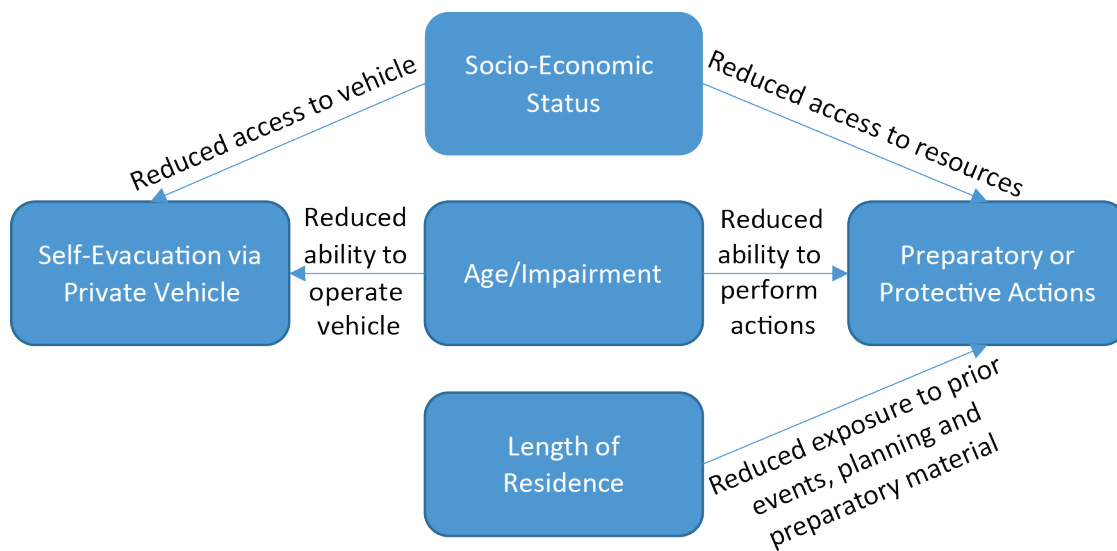 Socio-Economic
Status
Reduced access to vehicle
Reduced access to resources
Self-Evacuation via
Private Vehicle
Reduced
ability to
operate
vehicle
Age/Impairment
Reduced
ability to
perform
actions
Preparatory or
Protective Actions
Length of
Residence
Reduced exposure to prior
events, planning and
preparatory material